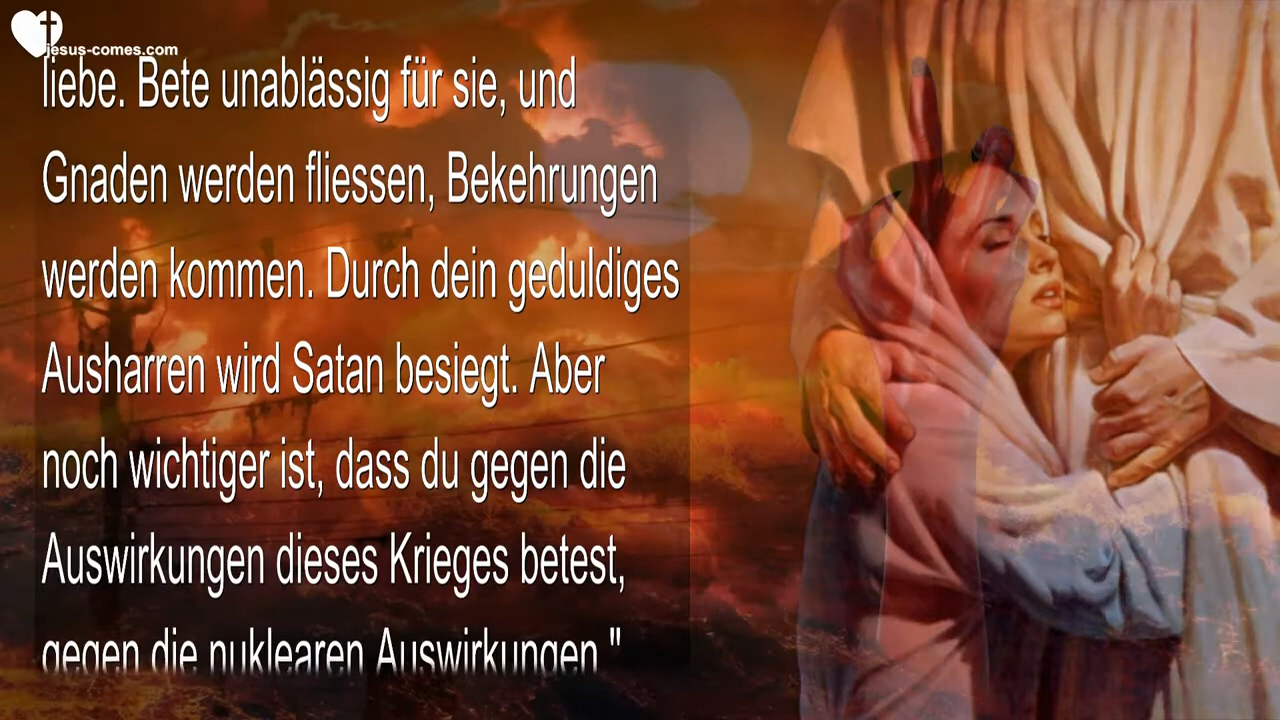 jesus-comes.com
liebe. Bete unablässig für sie, und
Gnaden werden fliessen, Bekehrungen
werden kommen. Durch dein geduldiges
Ausharren wird Satan besiegt. Aber
noch wichtiger ist, dass du gegen die
Auswirkungen dieses Krieges betest,
gegen die nuklearen Auswirkungen."